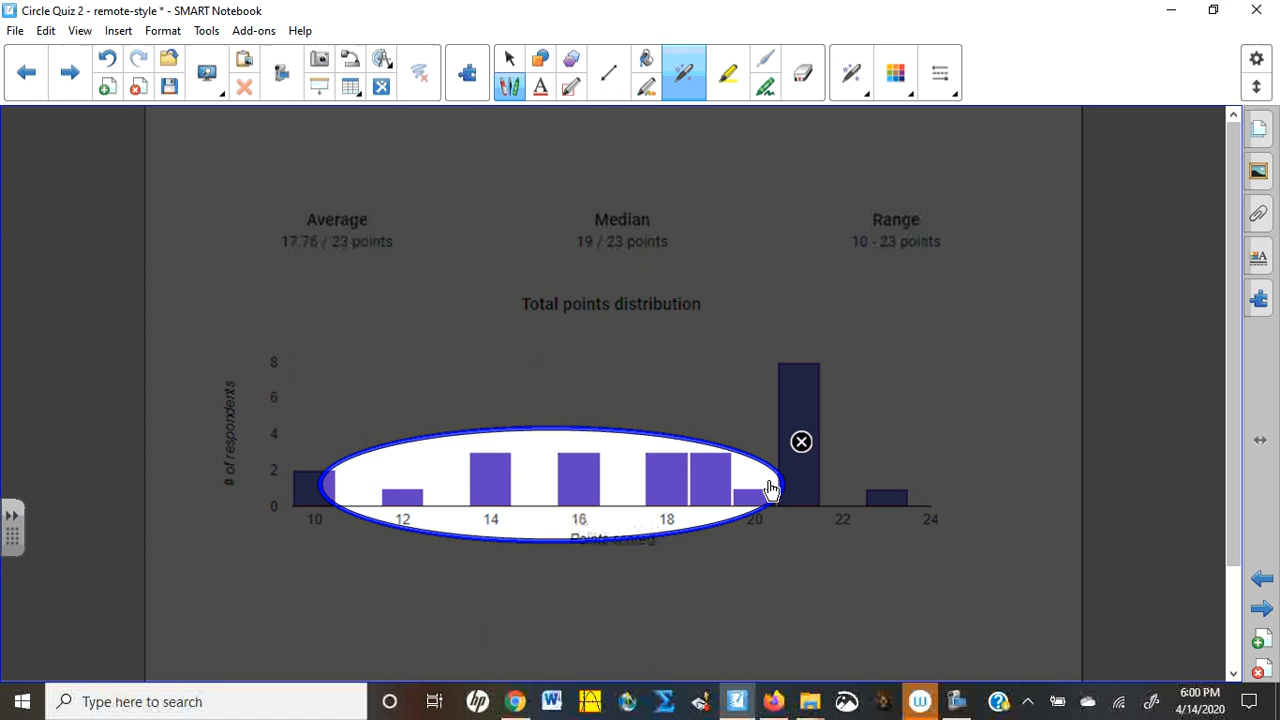 Circle Quiz 2 - remote-style * - SMART Notebook
File Edit View Insert Format Tools Add-ons Help
Average Median Range
17.76 / 23 points 19 / 23 points 10 - 23 points
Total points distribution
# of respondents
8
6
4
2
0
10 12 14 16 18 20 22 24
Points scored
Type here to search
6:00 PM
4/14/2020